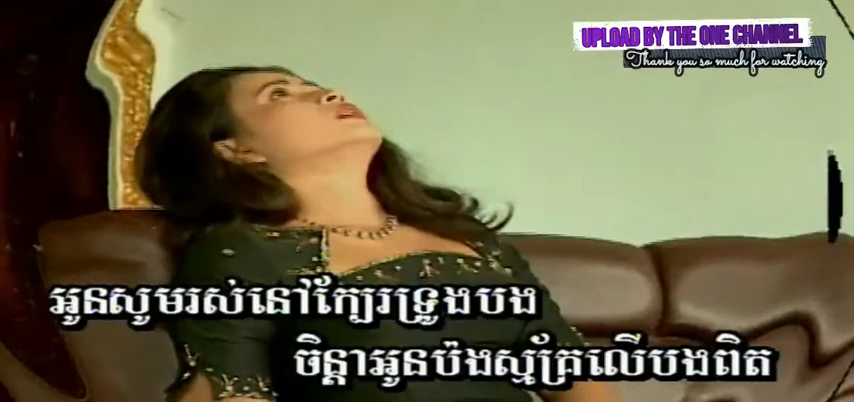 UPLOAD BY THE ONE CHANNEL
Thank you so much for watching
អូនសូមរស់នៅក្បែរទ្រូងបង
ចិន្តាអូនប៉ងស្ម័គ្រលើបងពិត